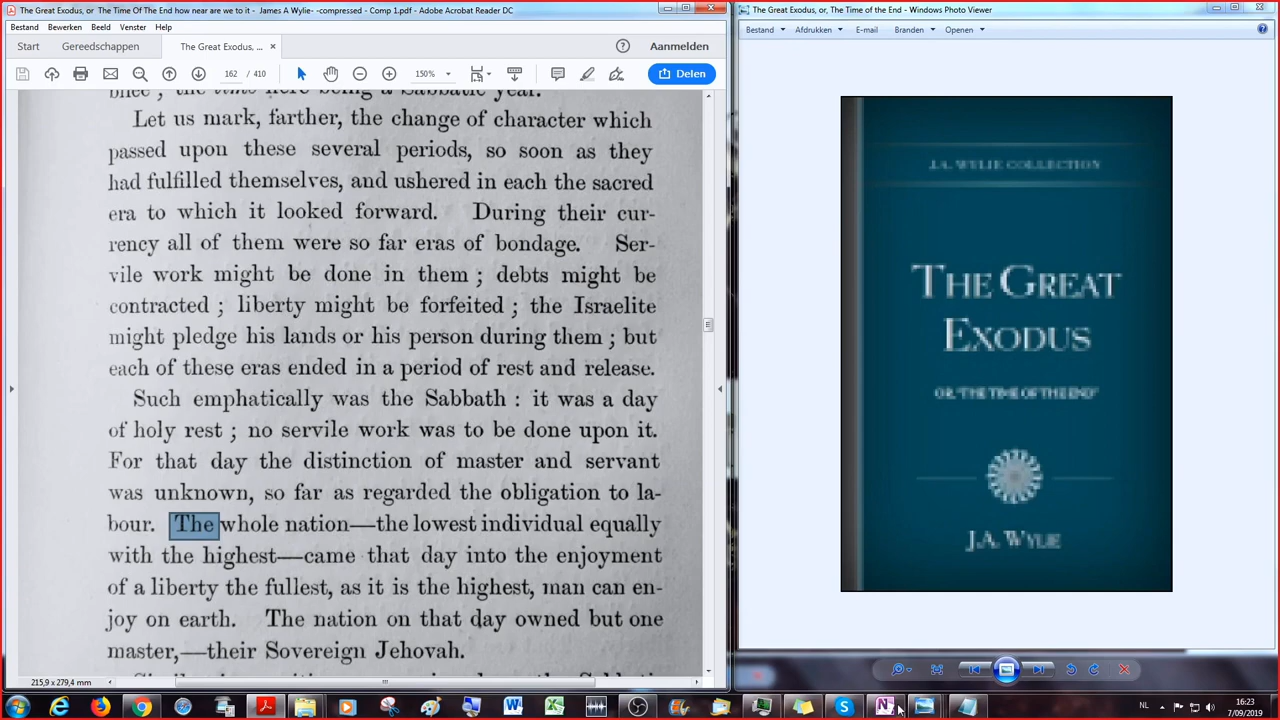 The Great Exodus, or The Time Of The End how near are we to it - James A Wylie- -compressed - Comp 1.pdf - Adobe Acrobat Reader DC
Bestand Bewerken Beeld Venster Help
Start Gereedschappen The Great Exodus, ... ×
Aanmelden
162 / 410
150%
Delen
Let us mark, farther, the change of character which
passed upon these several periods, so soon as they
had fulfilled themselves, and ushered in each the sacred
era to which it looked forward. During their cur-
rency all of them were so far eras of bondage. Ser-
vile work might be done in them ; debts might be
contracted ; liberty might be forfeited ; the Israelite
might pledge his lands or his person during them ; but
each of these eras ended in a period of rest and release.
Such emphatically was the Sabbath : it was a day
of holy rest ; no servile work was to be done upon it.
For that day the distinction of master and servant
was unknown, so far as regarded the obligation to la-
bour. The whole nation—the lowest individual equally
with the highest—came that day into the enjoyment
of a liberty the fullest, as it is the highest, man can en-
joy on earth. The nation on that day owned but one
master,—their Sovereign Jehovah.
215,9 x 279,4 mm
The Great Exodus, or, The Time of the End - Windows Photo Viewer
Bestand Afdrukken E-mail Branden Openen
J.A. WYLIE COLLECTION
THE GREAT
EXODUS
OR, "THE TIME OF THE END"
J.A. WYLIE
NL
16:23
7/09/2019